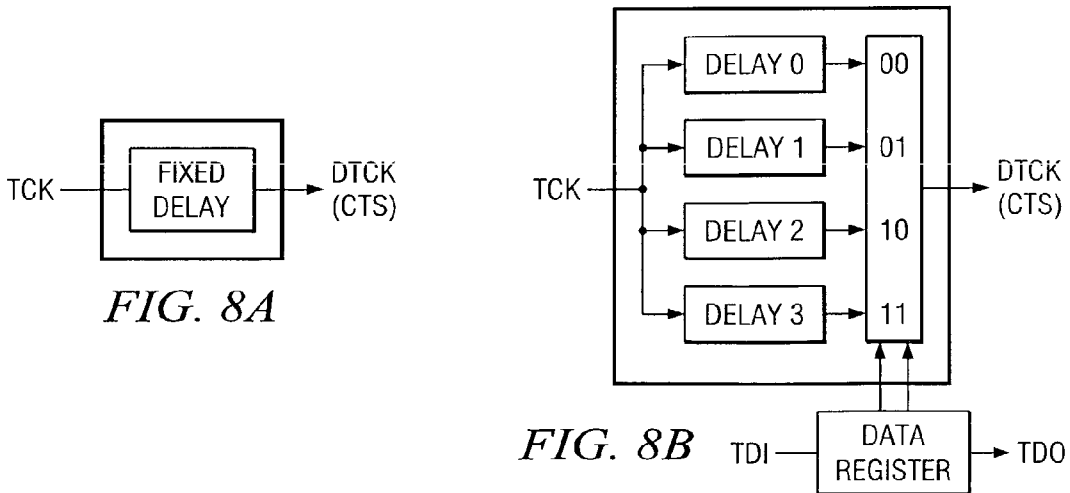 TCK
FIXED
DELAY
DTCK
(CTS)
FIG. 8A
TCK
DELAY 0
00
DELAY 1
01
DELAY 2
10
DELAY 3
11
DTCK
(CTS)
FIG. 8B
TDI
DATA
REGISTER
TDO